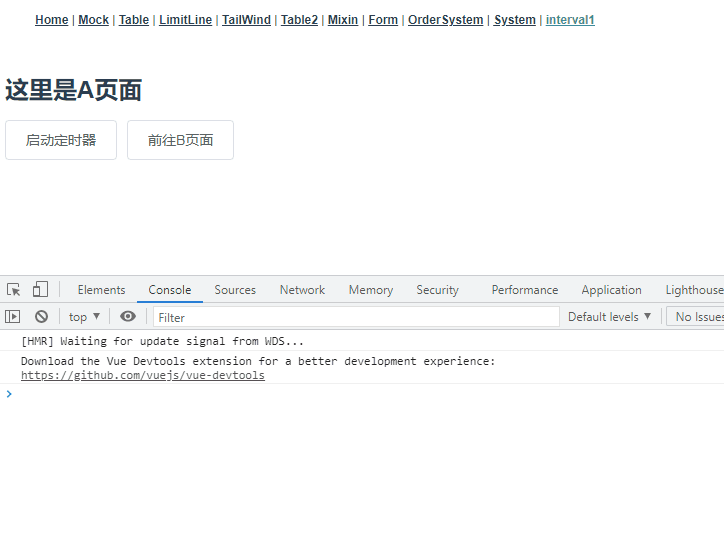 Home | Mock | Table | LimitLine | TailWind | Table2 | Mixin | Form | OrderSystem | System | interval1
这里是A页面
启动定时器 前往B页面
Elements Console Sources Network Memory Security Performance Application Lighthouse
top ▼ Filter Default levels ▼ No Issues
[HMR] Waiting for update signal from WDS...
Download the Vue Devtools extension for a better development experience:
https://github.com/vuejs/vue-devtools
>